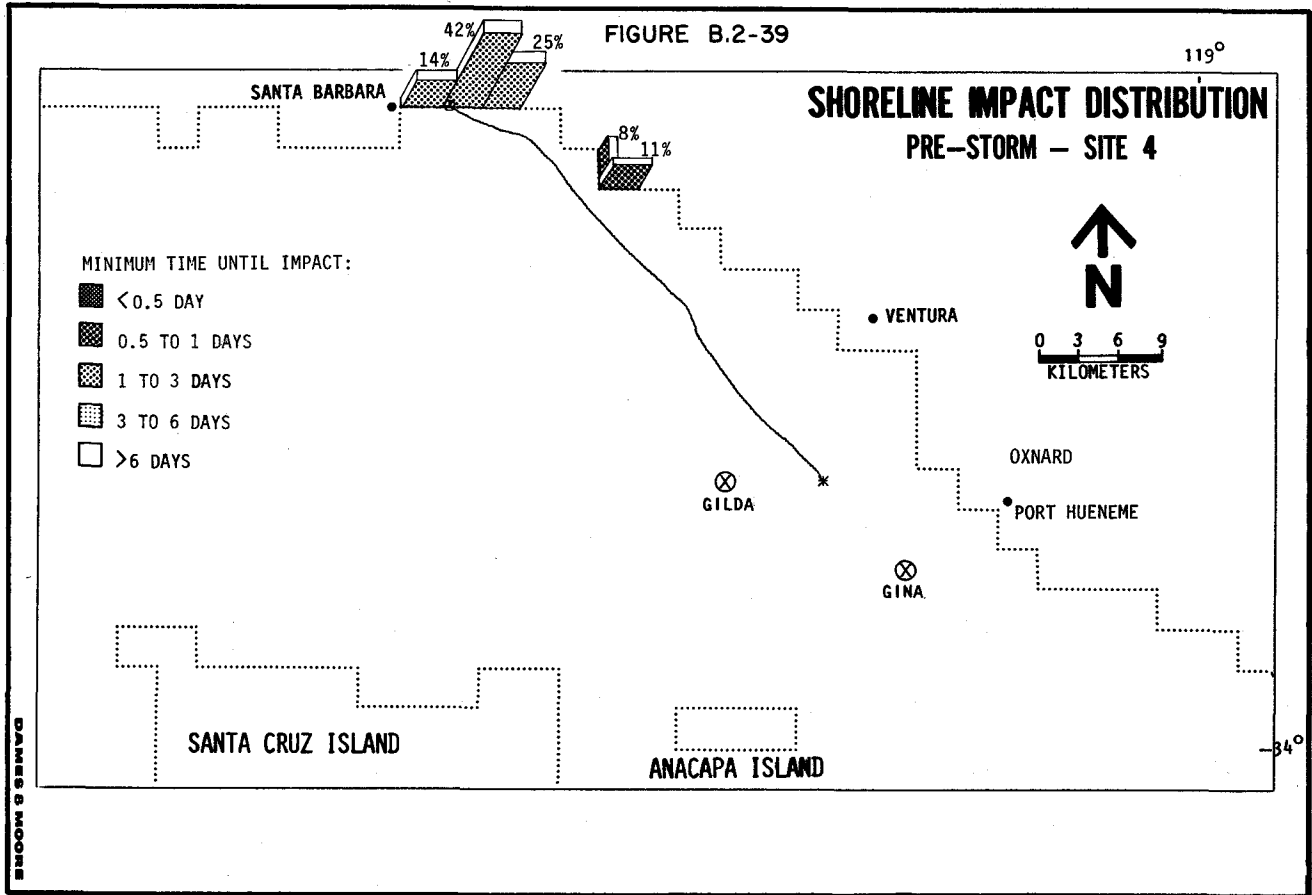 FIGURE B.2-39
42%
25%
14%
119°
SANTA BARBARA
SHORELINE IMPACT DISTRIBUTION
PRE-STORM - SITE 4
8%
11%
N
MINIMUM TIME UNTIL IMPACT:
<0.5 DAY
0.5 TO 1 DAYS
1 TO 3 DAYS
3 TO 6 DAYS
>6 DAYS
VENTURA
0 3 6 9
KILOMETERS
OXNARD
GILDA
PORT HUENEME
GINA
SANTA CRUZ ISLAND
ANACAPA ISLAND
34°
DAMES & MOORE